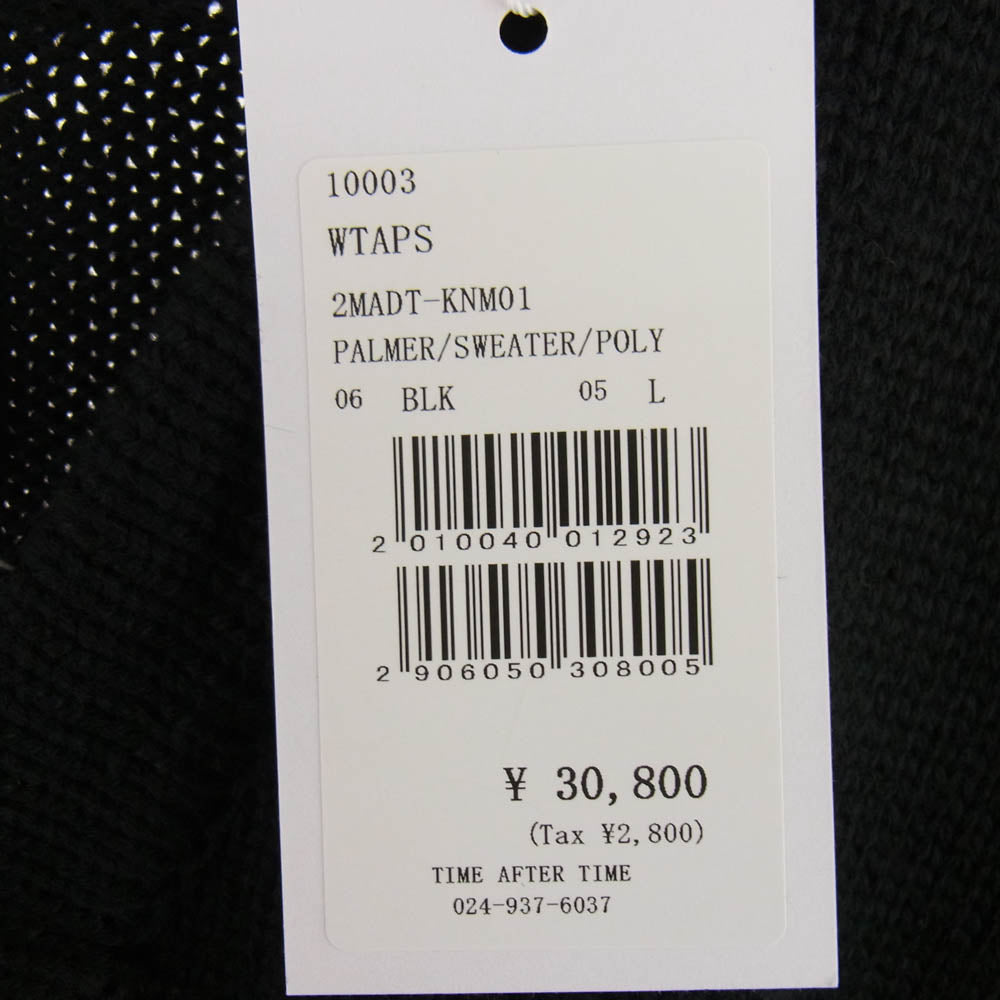 10003
WTAPS
2MADT-KNM01
PALMER/SWEATER/POLY
06 BLK 05 L
2 010040 012923
2 906050 308005
¥ 30,800
(Tax ¥2,800)
TIME AFTER TIME
024-937-6037